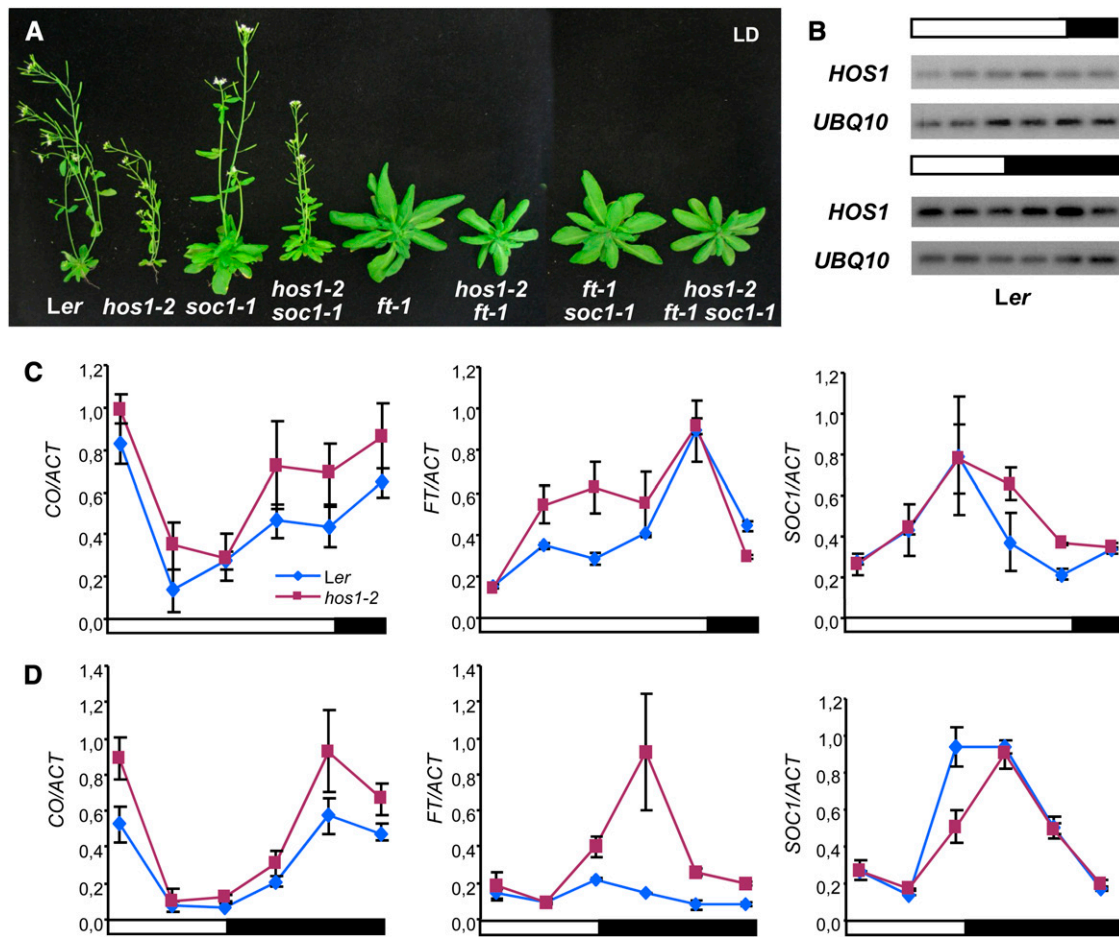 A
LD
Ler
hos1-2
soc1-1
hos1-2
soc1-1
ft-1
hos1-2
ft-1
ft-1
soc1-1
hos1-2
ft-1 soc1-1
B
HOS1
UBQ10
HOS1
UBQ10
Ler
C
CO/ACT
1,2
1,0
0,8
0,6
0,4
0,2
0,0
Ler
hos1-2
FT/ACT
1,2
1,0
0,8
0,6
0,4
0,2
0,0
SOC1/ACT
1,2
1,0
0,8
0,6
0,4
0,2
0,0
D
CO/ACT
1,4
1,2
1,0
0,8
0,6
0,4
0,2
0,0
FT/ACT
1,4
1,2
1,0
0,8
0,6
0,4
0,2
0,0
SOC1/ACT
1,2
1,0
0,8
0,6
0,4
0,2
0,0